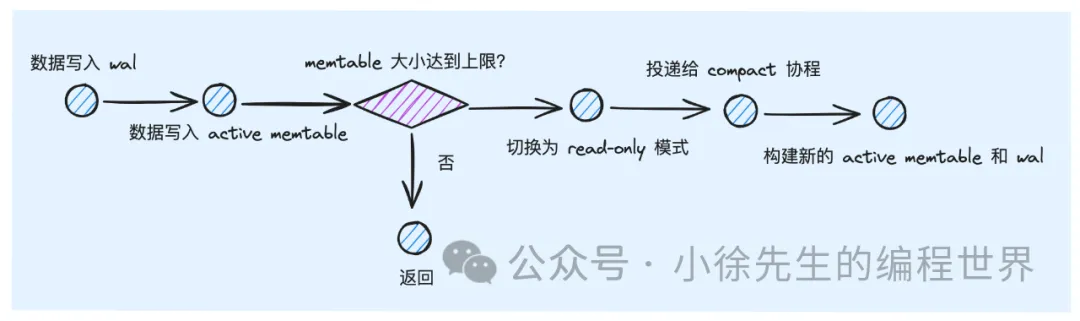 数据写入 wal
数据写入 active memtable
memtable 大小达到上限?
否
返回
切换为 read-only 模式
投递给 compact 协程
构建新的 active memtable 和 wal
公众号 · 小徐先生的编程世界